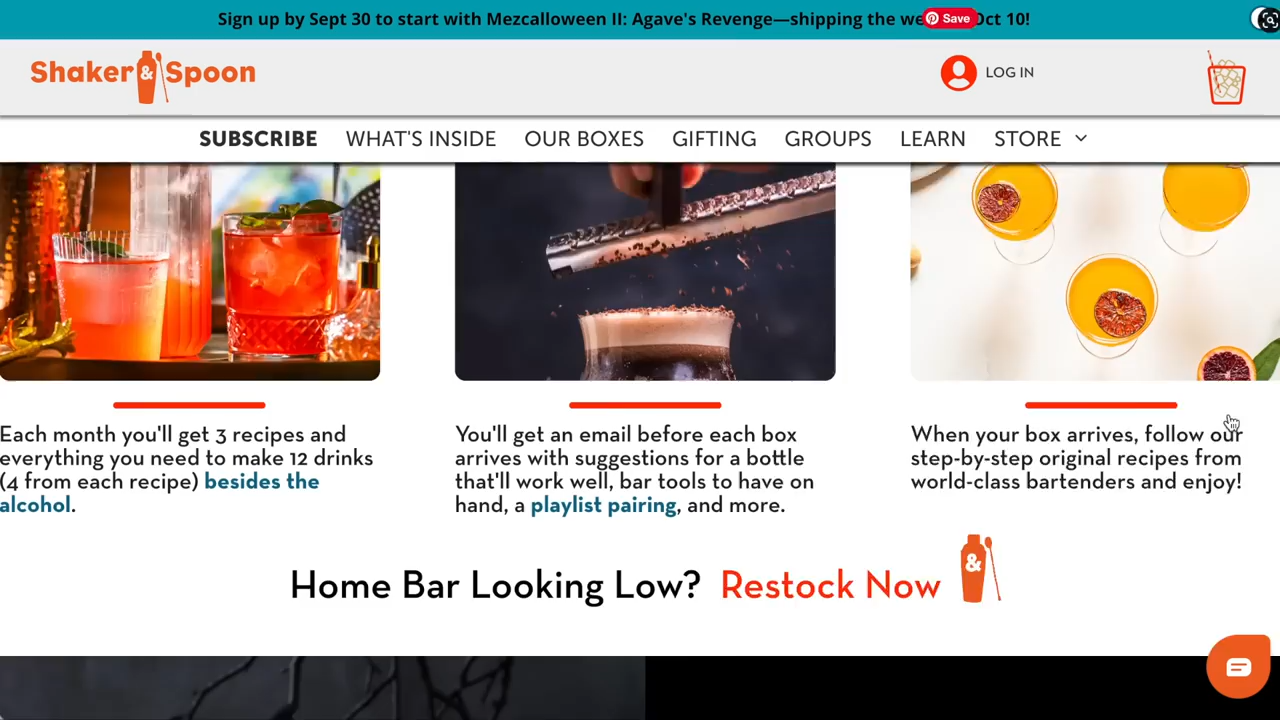 Sign up by Sept 30 to start with Mezcalloween II: Agave's Revenge—shipping the we Oct 10!
Save
Shaker & Spoon
LOG IN
SUBSCRIBE WHAT'S INSIDE OUR BOXES GIFTING GROUPS LEARN STORE
Each month you'll get 3 recipes and
everything you need to make 12 drinks
(4 from each recipe) besides the
alcohol.
You'll get an email before each box
arrives with suggestions for a bottle
that'll work well, bar tools to have on
hand, a playlist pairing, and more.
When your box arrives, follow our
step-by-step original recipes from
world-class bartenders and enjoy!
Home Bar Looking Low? Restock Now
&